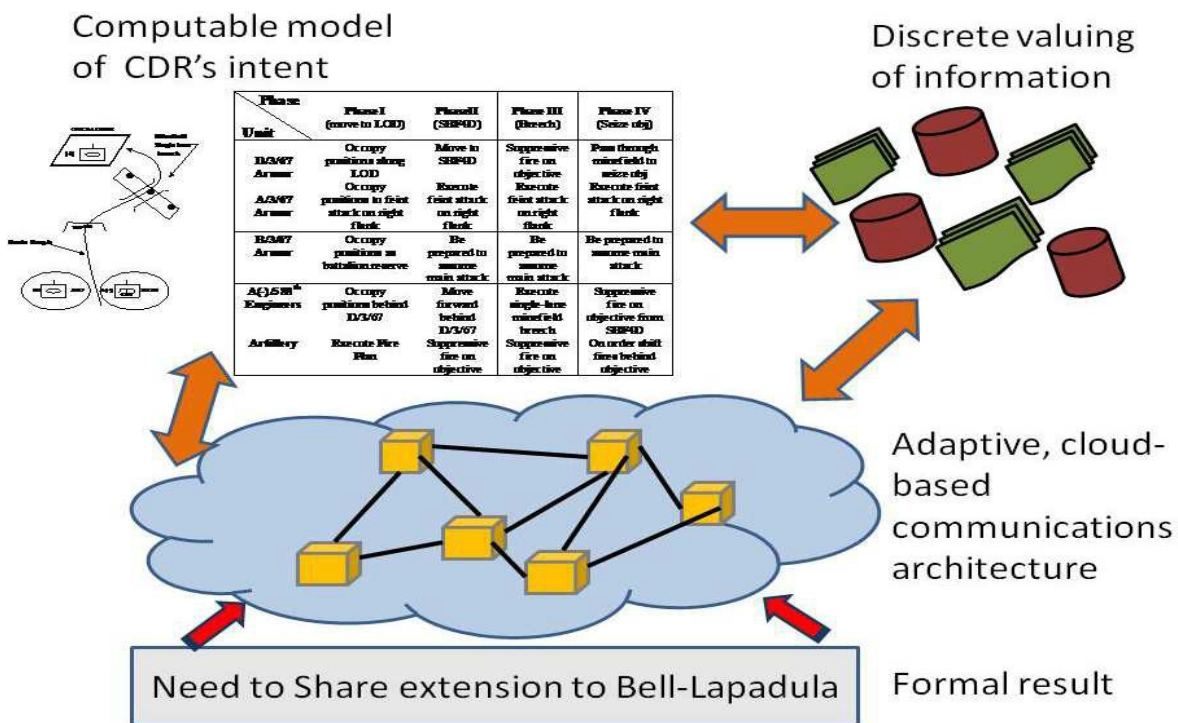 Computable model
of CDR's intent
Discrete valuing
of information
Phase
Unit
Phase I
(move to LOD)
Phase II
(SBF4D)
Phase III
(Breech)
Phase IV
(Seize obj)
D/3/67
Armor
Occupy
positions along
LOD
Move to
SBF4D
Suppressive
fire on
objective
Pass through
minefield to
seize obj
A/3/67
Armor
Occupy
positions to feint
attack on right
flank
Execute
feint attack
on right
flank
Execute
feint attack
on right
flank
Execute feint
attack on right
flank
B/3/67
Armor
Occupy
positions as
battalion reserve
Be
prepared to
assume
main attack
Be
prepared to
assume
main attack
Be prepared to
assume main
attack
A(-)/588th
Engineers
Occupy
positions behind
D/3/67
Move
forward
behind
D/3/67
Execute
single-lane
minefield
breech
Suppressive
fire on
objective from
SBF4D
Artillery
Execute Fire
Plan
Suppressive
fire on
objective
Suppressive
fire on
objective
On order shift
fires behind
objective
Adaptive, cloud-
based
communications
architecture
Need to Share extension to Bell-Lapadula
Formal result